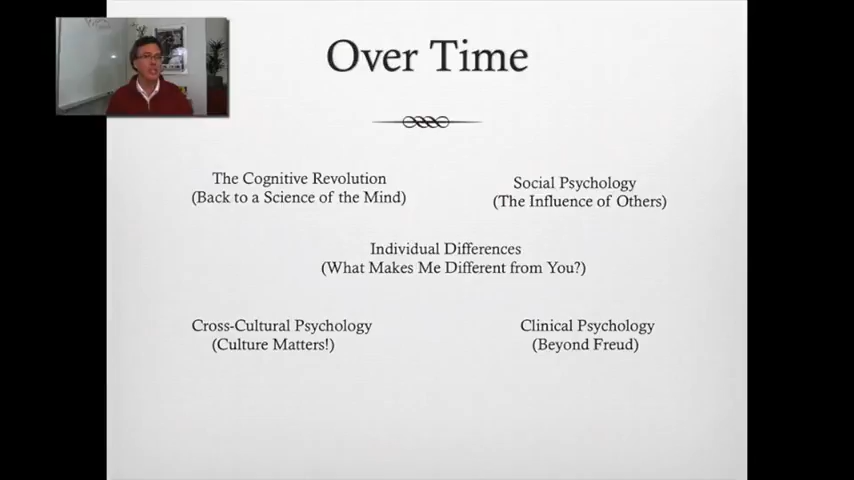 Over Time
The Cognitive Revolution
(Back to a Science of the Mind)
Social Psychology
(The Influence of Others)
Individual Differences
(What Makes Me Different from You?)
Cross-Cultural Psychology
(Culture Matters!)
Clinical Psychology
(Beyond Freud)